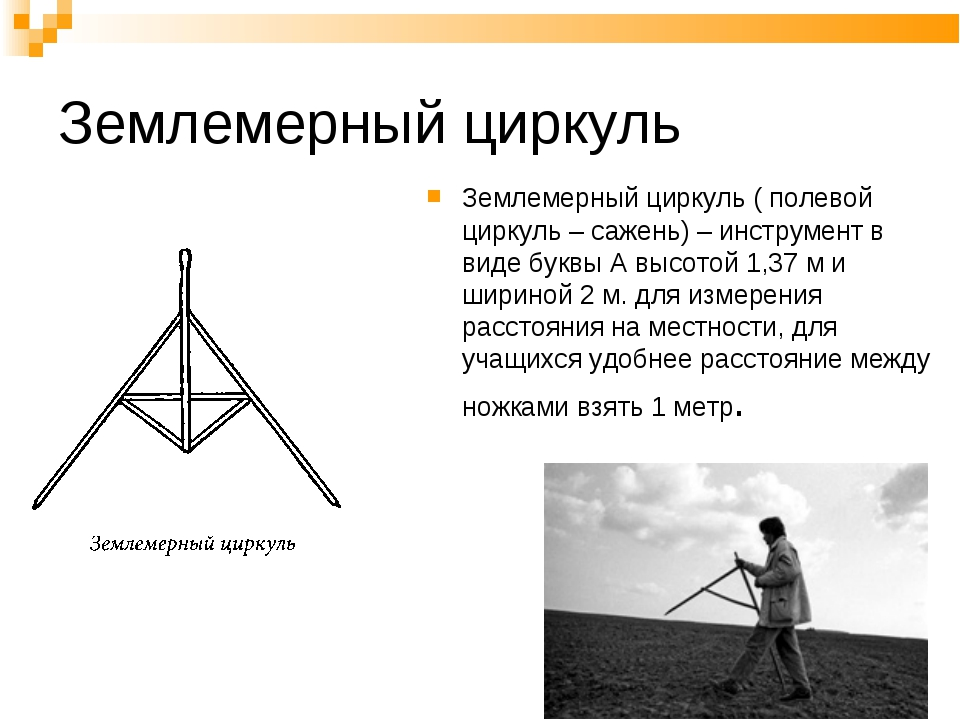 Землемерный циркуль
Землемерный циркуль ( полевой
циркуль – сажень) – инструмент в
виде буквы А высотой 1,37 м и
шириной 2 м. для измерения
расстояния на местности, для
учащихся удобнее расстояние между
ножками взять 1 метр.
Землемерный циркуль